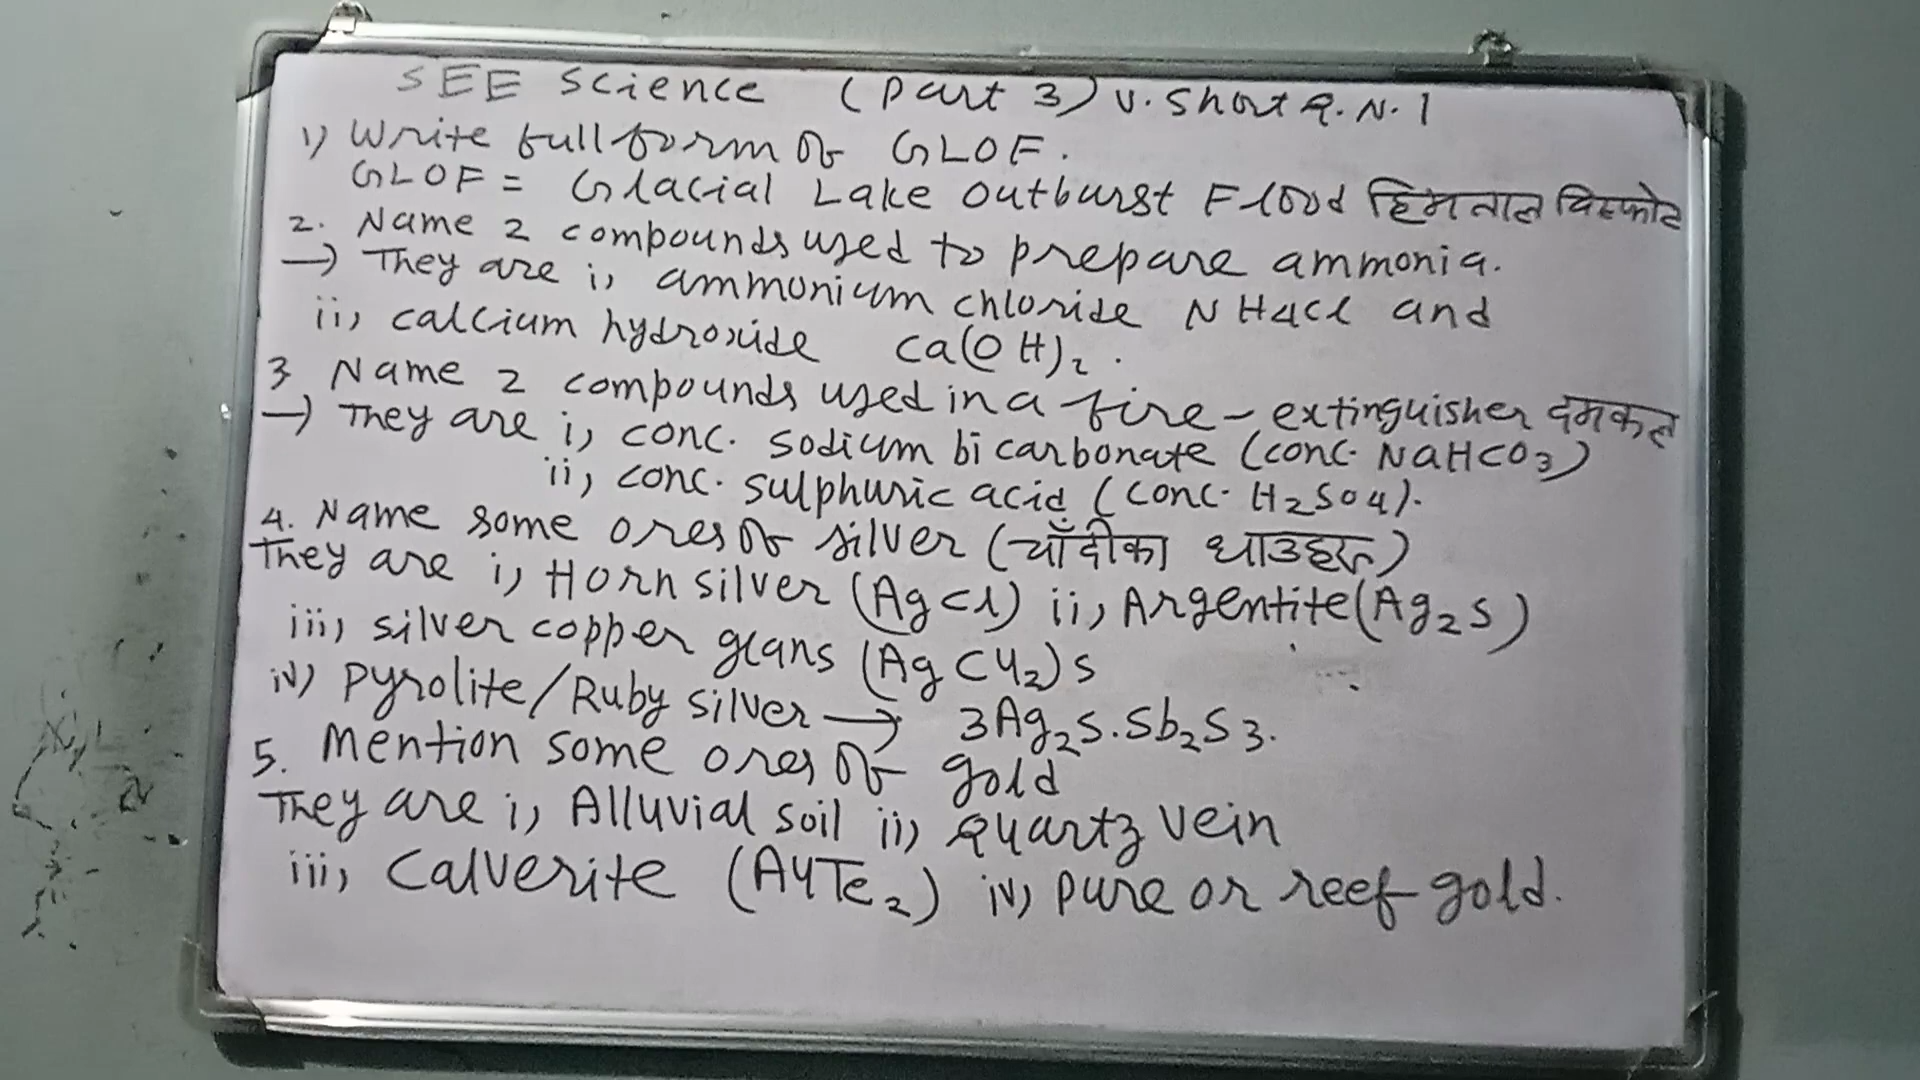 SEE Science (part 3) V. Short Q. N. 1
1) Write full form of GLOF.
GLOF = Glacial Lake Outburst Flood हिमताल विस्फोट
2. Name 2 compounds used to prepare ammonia.
→ They are i, ammonium chloride NH4Cl and
ii, calcium hydroxide Ca(OH)₂.
3 Name 2 compounds used in a fire-extinguisher दमकल
→ They are i, conc. sodium bi carbonate (conc. NaHCO₃)
ii, conc. sulphuric acid (conc. H₂SO4).
4. Name some ores of silver (चाँदीका धाउहरू)
They are i, Horn silver (AgCl) ii, Argentite (Ag₂S)
iii, silver copper glans (AgCu₂)S
iv) Pyrolite/Ruby silver → 3Ag₂S.Sb₂S3.
5. Mention some ores of gold
They are i, Alluvial soil ii, Quartz vein
iii, Calverite (AuTe₂) iv, pure or reef gold.